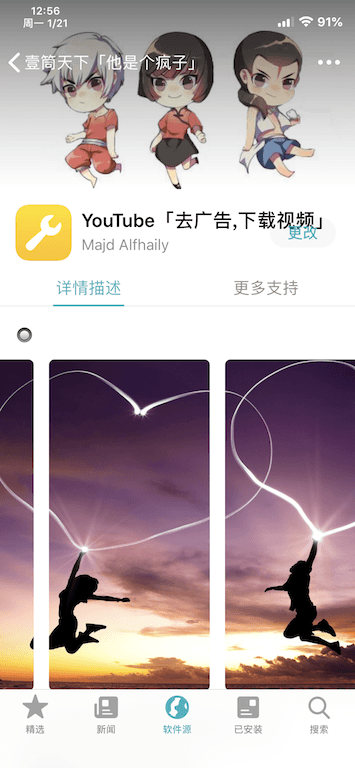 12:56
周一 1/21
91%
壹筒天下「他是个疯子」
YouTube「去广告,下载视频」
更改
Majd Alfhaily
详情描述
更多支持
精选
新闻
软件源
已安装
搜索